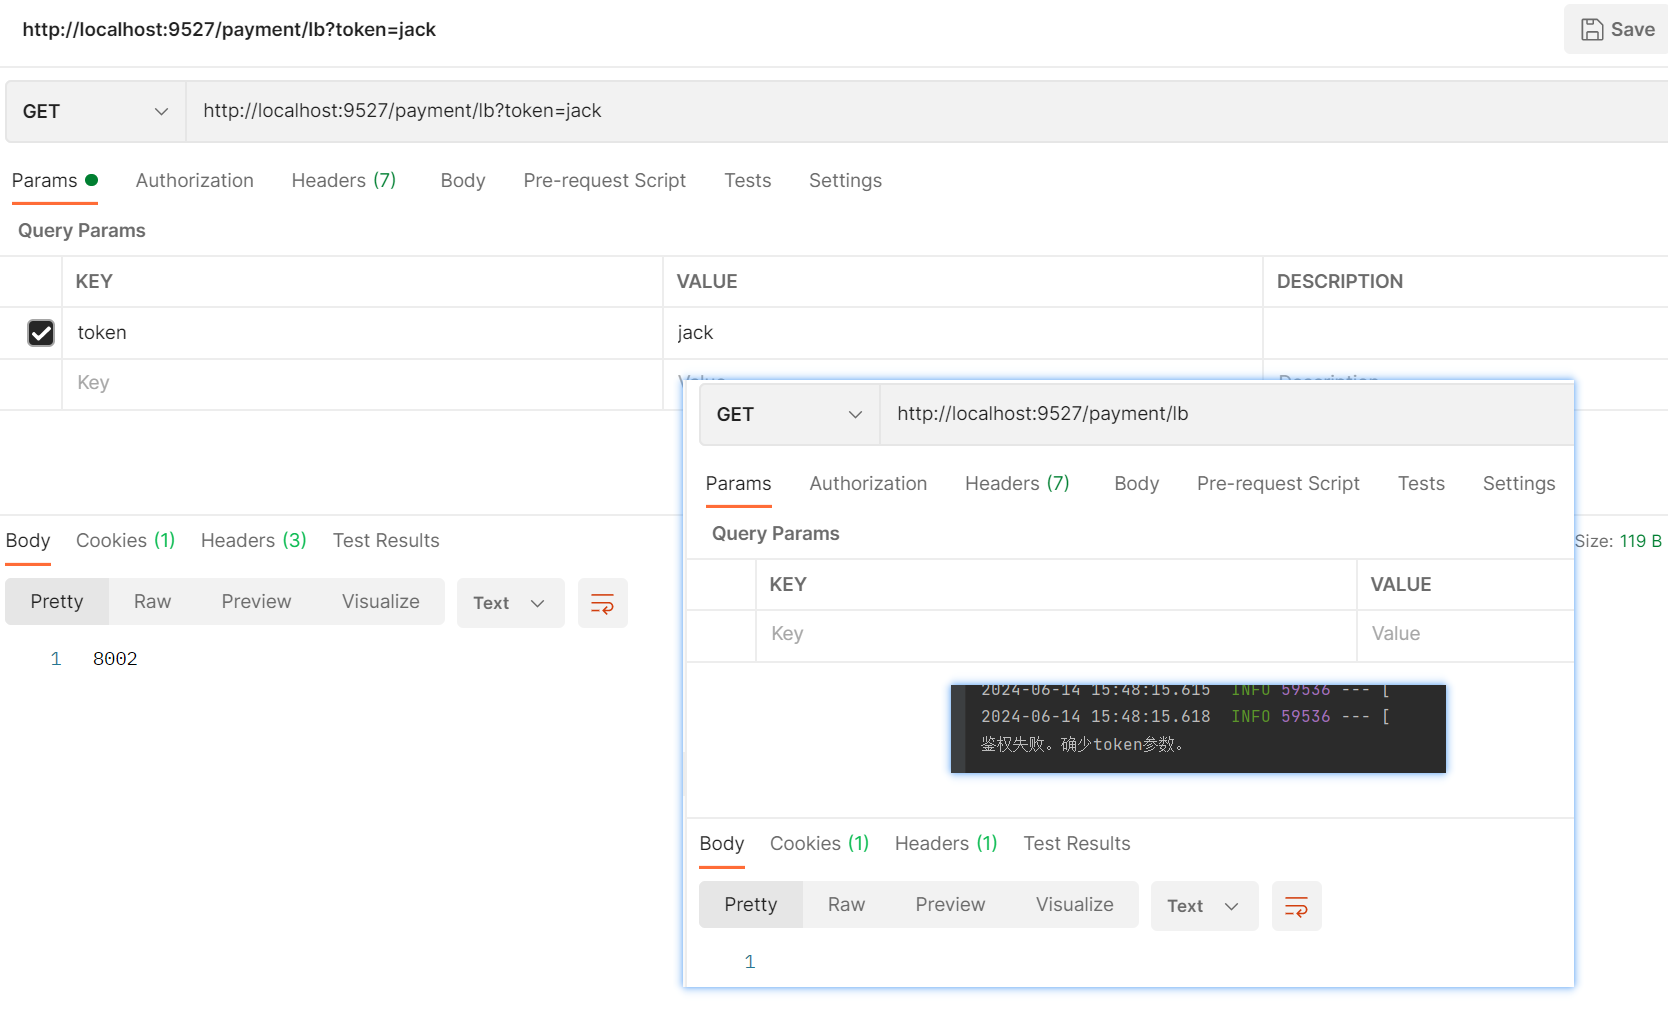 http://localhost:9527/payment/lb?token=jack
Save
GET http://localhost:9527/payment/lb?token=jack
Params Authorization Headers (7) Body Pre-request Script Tests Settings
Query Params
KEY VALUE DESCRIPTION
token jack
Key Value Description
Body Cookies (1) Headers (3) Test Results
Size: 119 B
Pretty Raw Preview Visualize Text
1 8002
GET http://localhost:9527/payment/lb
Params Authorization Headers (7) Body Pre-request Script Tests Settings
Query Params
KEY VALUE
Key Value
2024-06-14 15:48:15.615 INFO 59536 --- [
2024-06-14 15:48:15.618 INFO 59536 --- [
鉴权失败。确少token参数。
Body Cookies (1) Headers (1) Test Results
Pretty Raw Preview Visualize Text
1